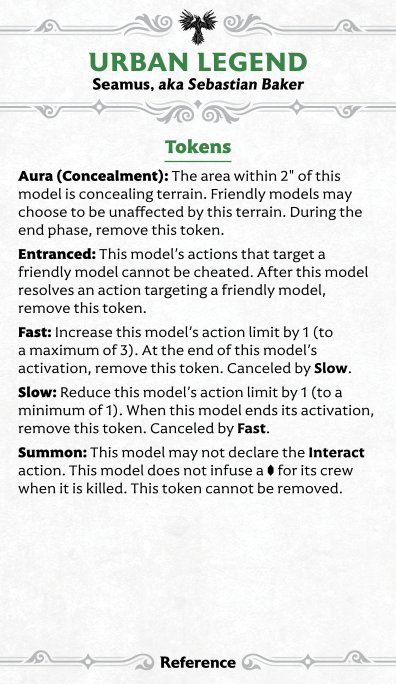 URBAN LEGEND
Seamus, aka Sebastian Baker
Tokens
Aura (Concealment): The area within 2" of this
model is concealing terrain. Friendly models may
choose to be unaffected by this terrain. During the
end phase, remove this token.
Entranced: This model’s actions that target a
friendly model cannot be cheated. After this model
resolves an action targeting a friendly model,
remove this token.
Fast: Increase this model’s action limit by 1 (to
a maximum of 3). At the end of this model’s
activation, remove this token. Canceled by Slow.
Slow: Reduce this model’s action limit by 1 (to a
minimum of 1). When this model ends its activation,
remove this token. Canceled by Fast.
Summon: This model may not declare the Interact
action. This model does not infuse a for its crew
when it is killed. This token cannot be removed.
Reference